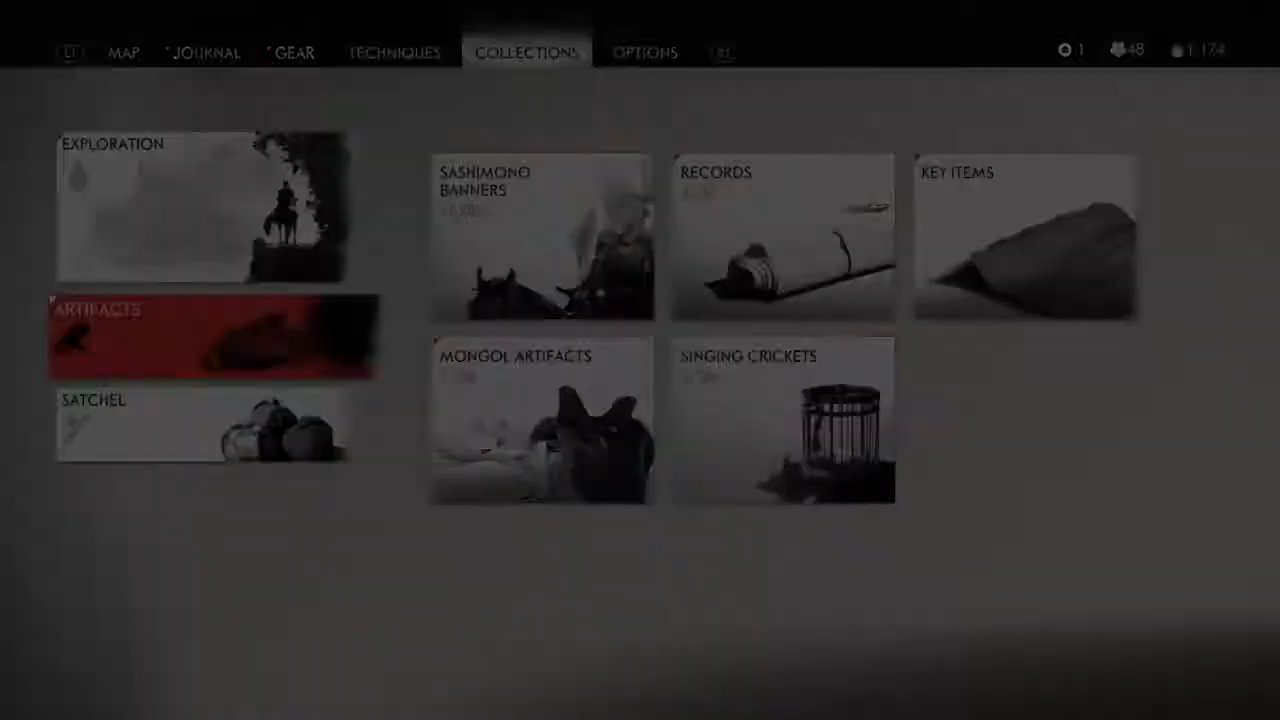 MAP JOURNAL GEAR TECHNIQUES COLLECTIONS OPTIONS 1 48
EXPLORATION
ARTIFACTS
SATCHEL
SASHIMONO
BANNERS
RECORDS
KEY ITEMS
MONGOL ARTIFACTS
SINGING CRICKETS